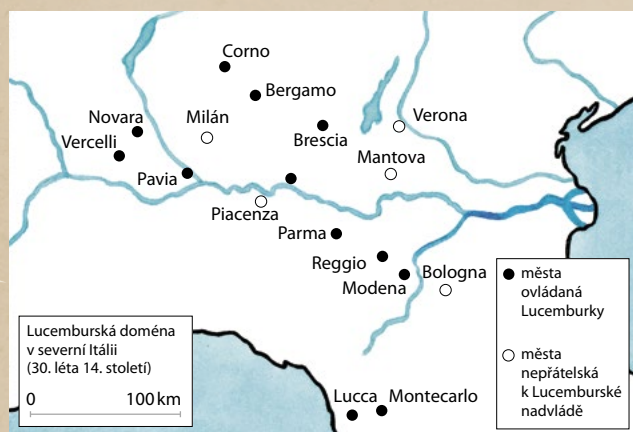 Corno
Bergamo
Novara
Milán
Verona
Vercelli
Brescia
Mantova
Pavia
Piacenza
Parma
Reggio
Modena
Bologna
města
ovládaná
Lucemburky
města
nepřátelská
k Lucemburské
nadvládě
Lucemburská doména
v severní Itálii
(30. léta 14. století)
0 100 km
Lucca Montecarlo